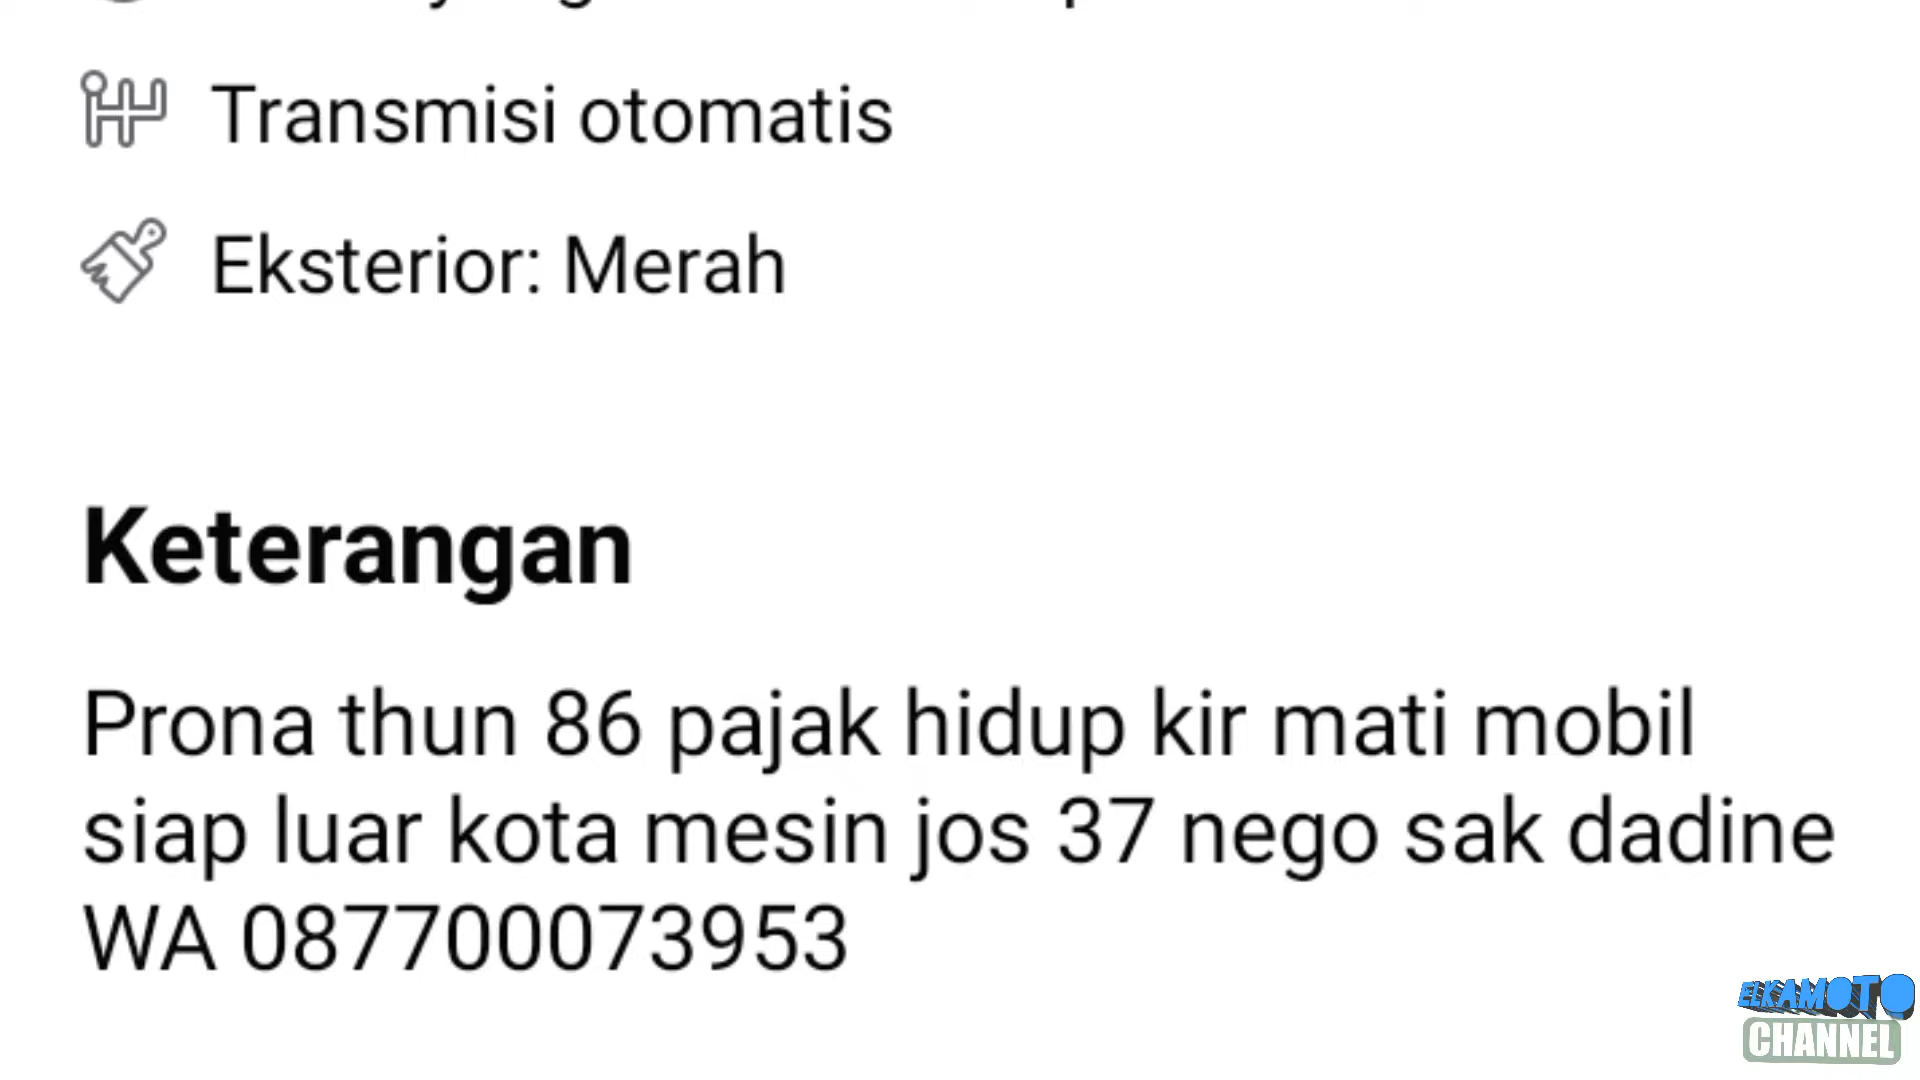 Transmisi otomatis
Eksterior: Merah
Keterangan
Prona thun 86 pajak hidup kir mati mobil
siap luar kota mesin jos 37 nego sak dadine
WA 087700073953
ELKAMOTO
CHANNEL